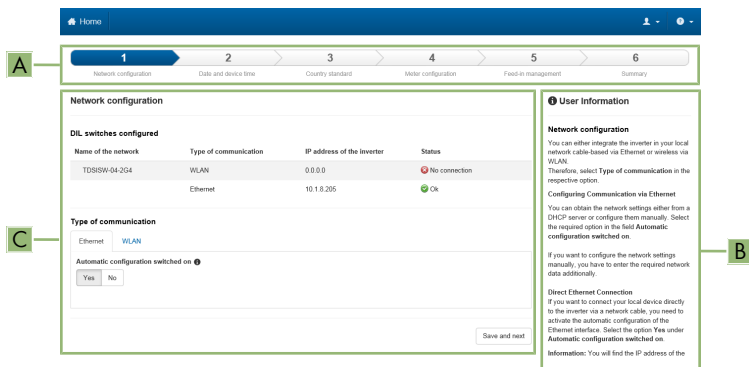 Home
A
1 2 3 4 5 6
Network configuration Date and device time Country standard Meter configuration Feed-in management Summary
Network configuration
DIL switches configured
Name of the network Type of communication IP address of the inverter Status
TDSISW-04-2G4 WLAN 0.0.0.0 No connection
Ethernet 10.1.8.205 Ok
Type of communication
C
Ethernet WLAN
Automatic configuration switched on
Yes No
Save and next
User Information
Network configuration
You can either integrate the inverter in your local
network cable-based via Ethernet or wireless via
WLAN.
Therefore, select Type of communication in the
respective option.
Configuring Communication via Ethernet
You can obtain the network settings either from a
DHCP server or configure them manually. Select
the required option in the field Automatic
configuration switched on.
B
If you want to configure the network settings
manually, you have to enter the required network
data additionally.
Direct Ethernet Connection
If you want to connect your local device directly
to the inverter via a network cable, you need to
activate the automatic configuration of the
Ethernet interface. Select the option Yes under
Automatic configuration switched on.
Information: You will find the IP address of the